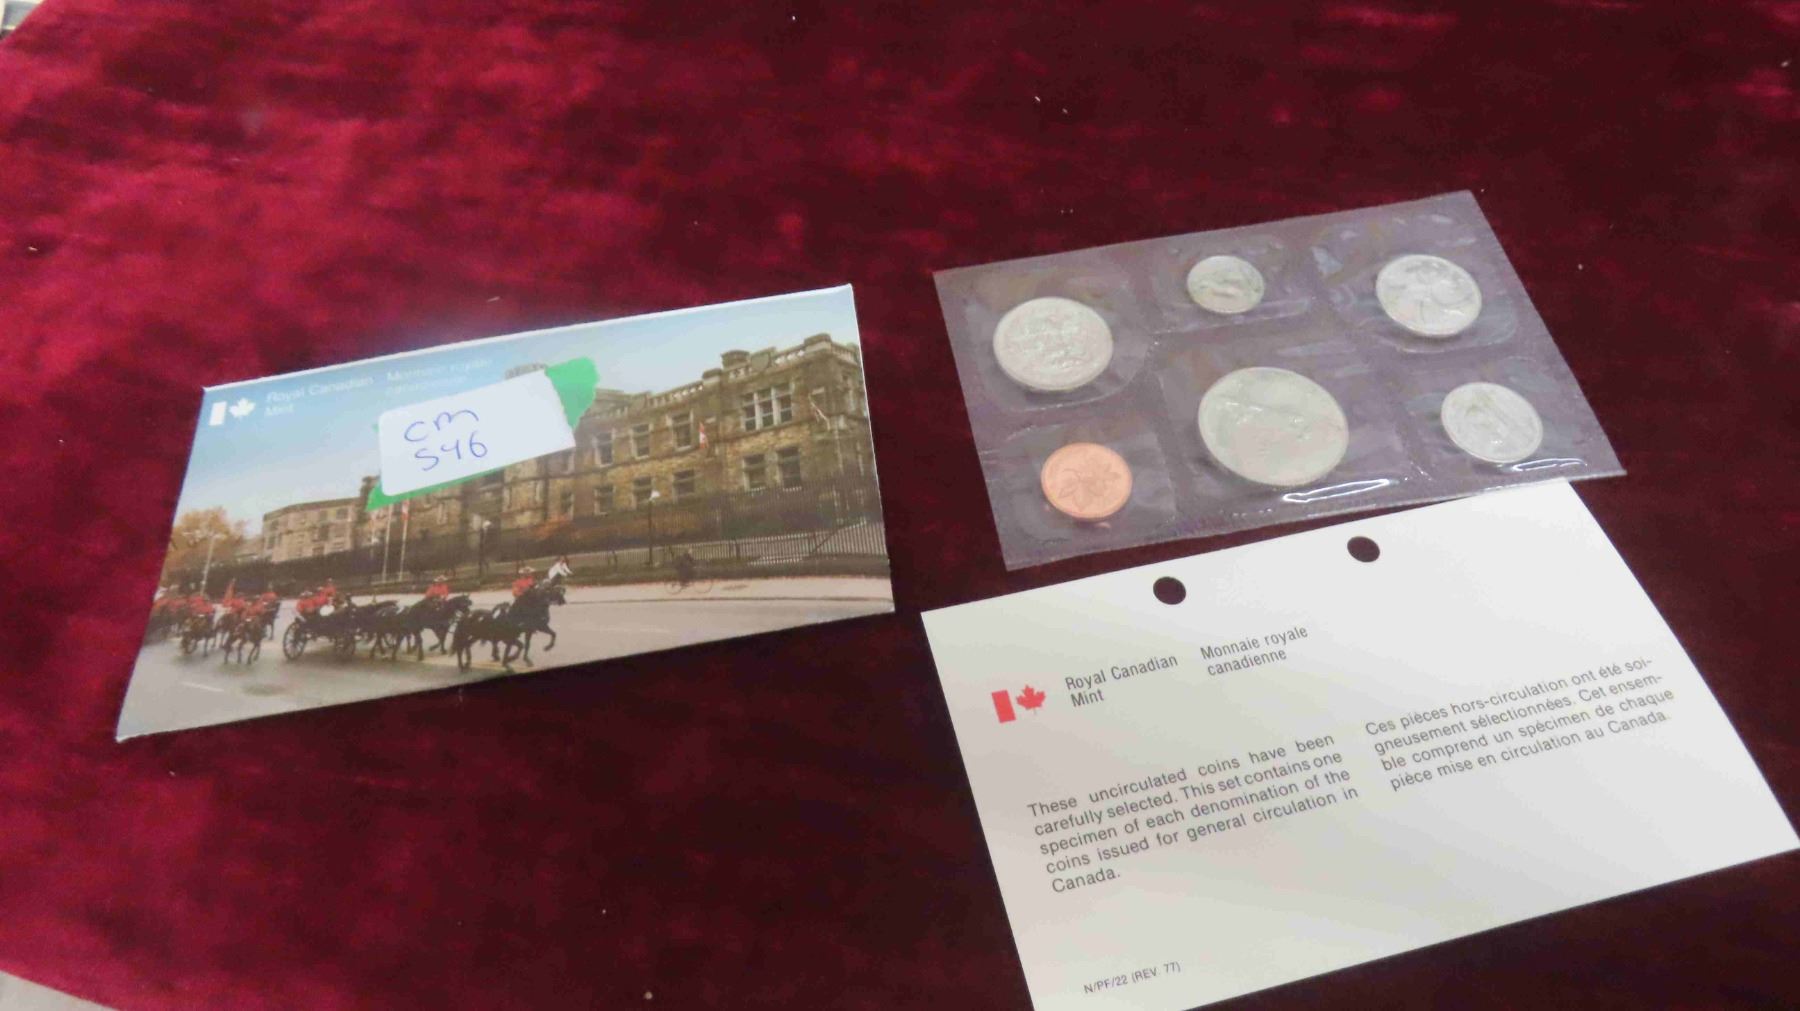 Royal Canadian
Mint
Monnaie royale
canadienne
cm
546
Royal Canadian
Mint
Monnaie royale
canadienne
These uncirculated coins have been
carefully selected. This set contains one
specimen of each denomination of the
coins issued for general circulation in
Canada.
Ces pièces hors-circulation ont été soi-
gneusement sélectionnées. Cet ensem-
ble comprend un spécimen de chaque
pièce mise en circulation au Canada.
N/PF/22 (REV. 77)